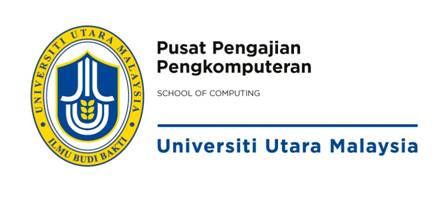 UNIVERSITI UTARA MALAYSIA
ILMU BUDI BAKTI
Pusat Pengajian
Pengkomputeran
SCHOOL OF COMPUTING
Universiti Utara Malaysia